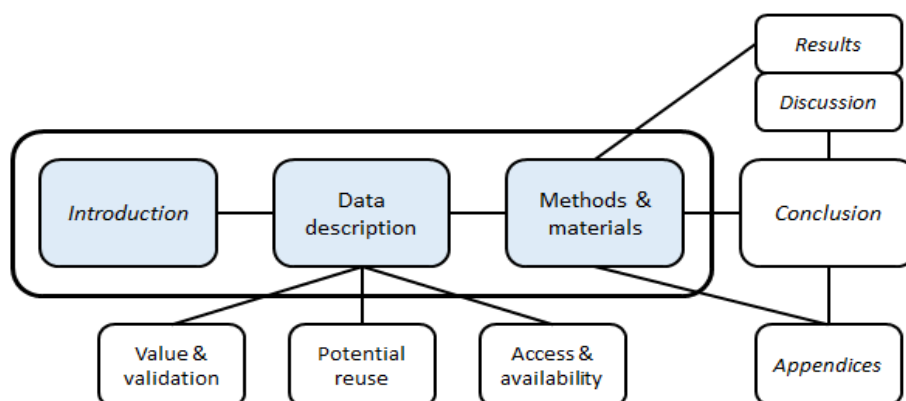 Results
Discussion
Introduction
Data
description
Methods &
materials
Conclusion
Value &
validation
Potential
reuse
Access &
availability
Appendices